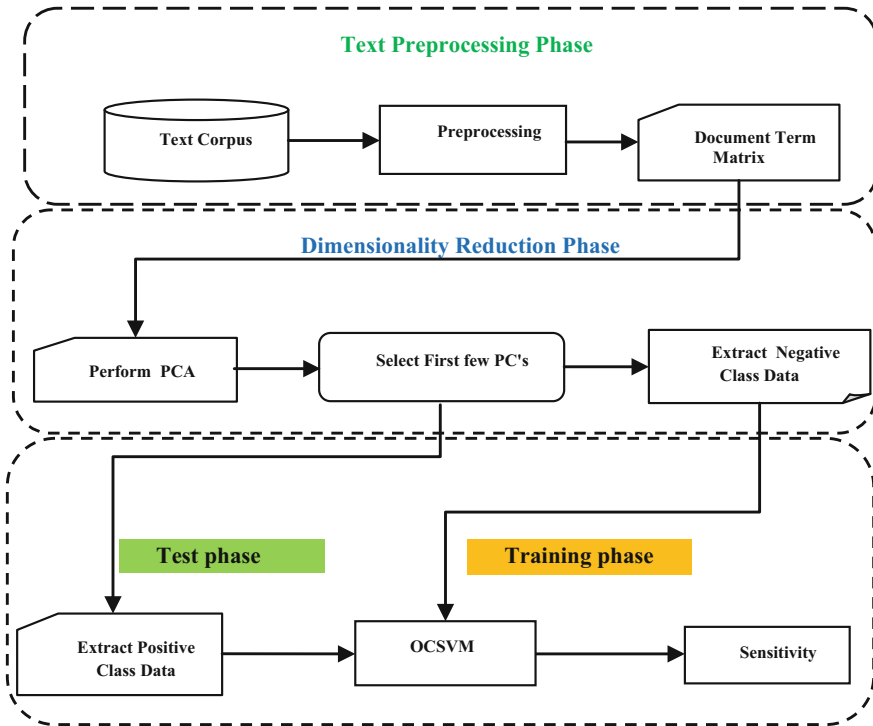 Text Preprocessing Phase
Text Corpus
Preprocessing
Document Term
Matrix
Dimensionality Reduction Phase
Perform PCA
Select First few PC's
Extract Negative
Class Data
Test phase
Training phase
Extract Positive
Class Data
OCSVM
Sensitivity